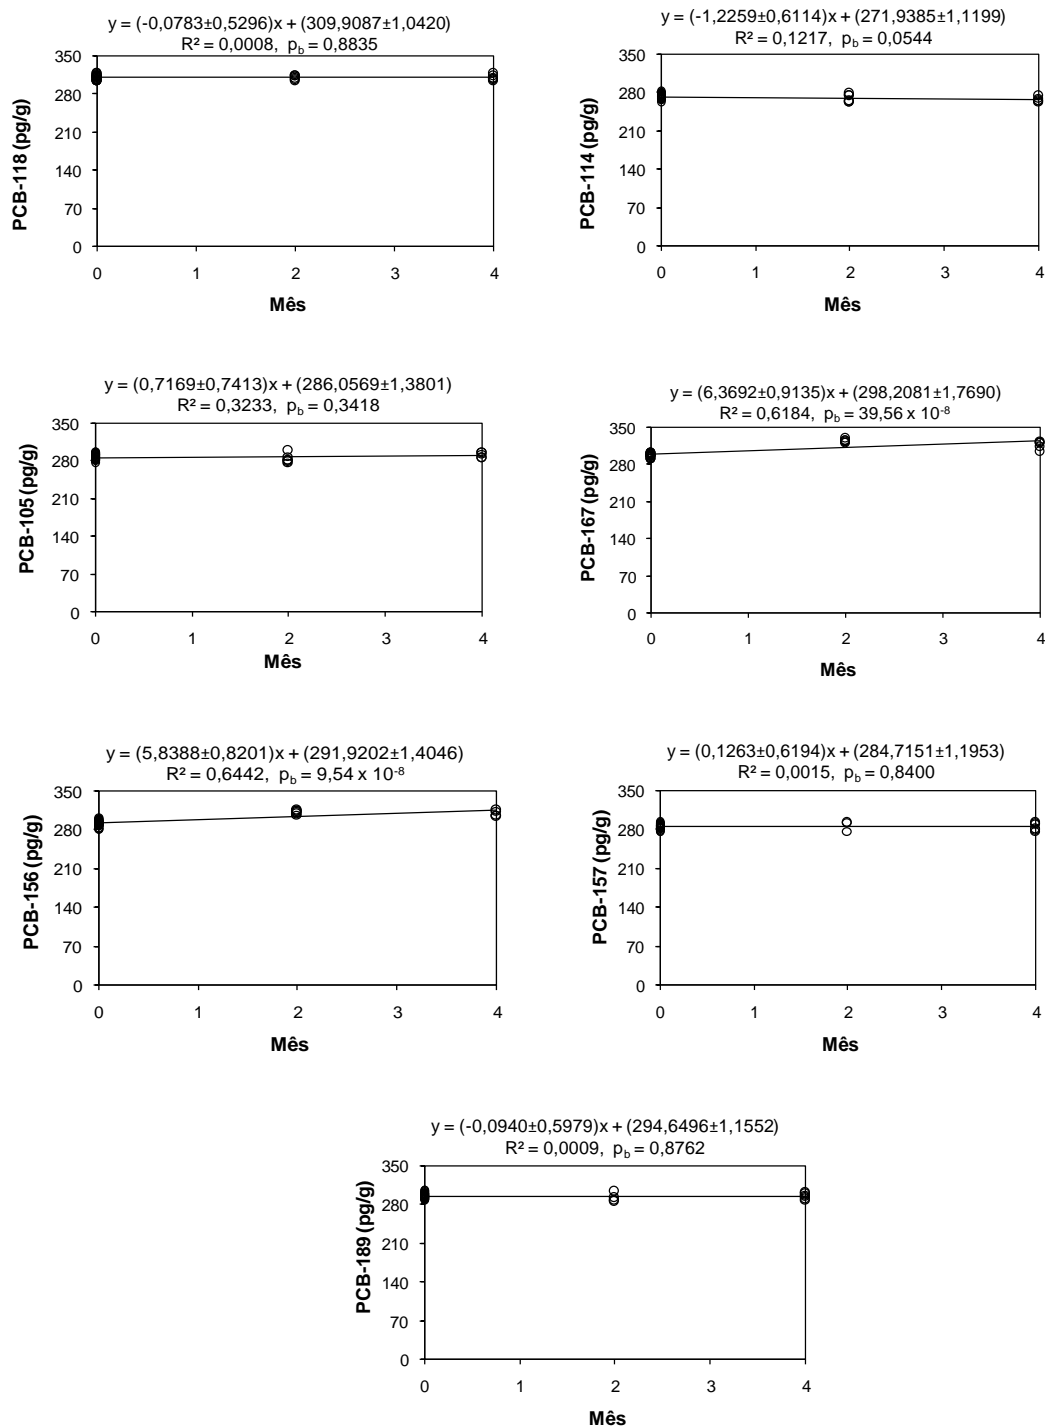 y = (-0,0783±0,5296)x + (309,9087±1,0420)
R² = 0,0008, p_b = 0,8835
350
280
210
140
70
0
PCB-118 (pg/g)
0 1 2 3 4
Mês
y = (-1,2259±0,6114)x + (271,9385±1,1199)
R² = 0,1217, p_b = 0,0544
350
280
210
140
70
0
PCB-114 (pg/g)
0 1 2 3 4
Mês
y = (0,7169±0,7413)x + (286,0569±1,3801)
R² = 0,3233, p_b = 0,3418
350
280
210
140
70
0
PCB-105 (pg/g)
0 1 2 3 4
Mês
y = (6,3692±0,9135)x + (298,2081±1,7690)
R² = 0,6184, p_b = 39,56 x 10⁻⁸
350
280
210
140
70
0
PCB-167 (pg/g)
0 1 2 3 4
Mês
y = (5,8388±0,8201)x + (291,9202±1,4046)
R² = 0,6442, p_b = 9,54 x 10⁻⁸
350
280
210
140
70
0
PCB-156 (pg/g)
0 1 2 3 4
Mês
y = (0,1263±0,6194)x + (284,7151±1,1953)
R² = 0,0015, p_b = 0,8400
350
280
210
140
70
0
PCB-157 (pg/g)
0 1 2 3 4
Mês
y = (-0,0940±0,5979)x + (294,6496±1,1552)
R² = 0,0009, p_b = 0,8762
350
280
210
140
70
0
PCB-189 (pg/g)
0 1 2 3 4
Mês